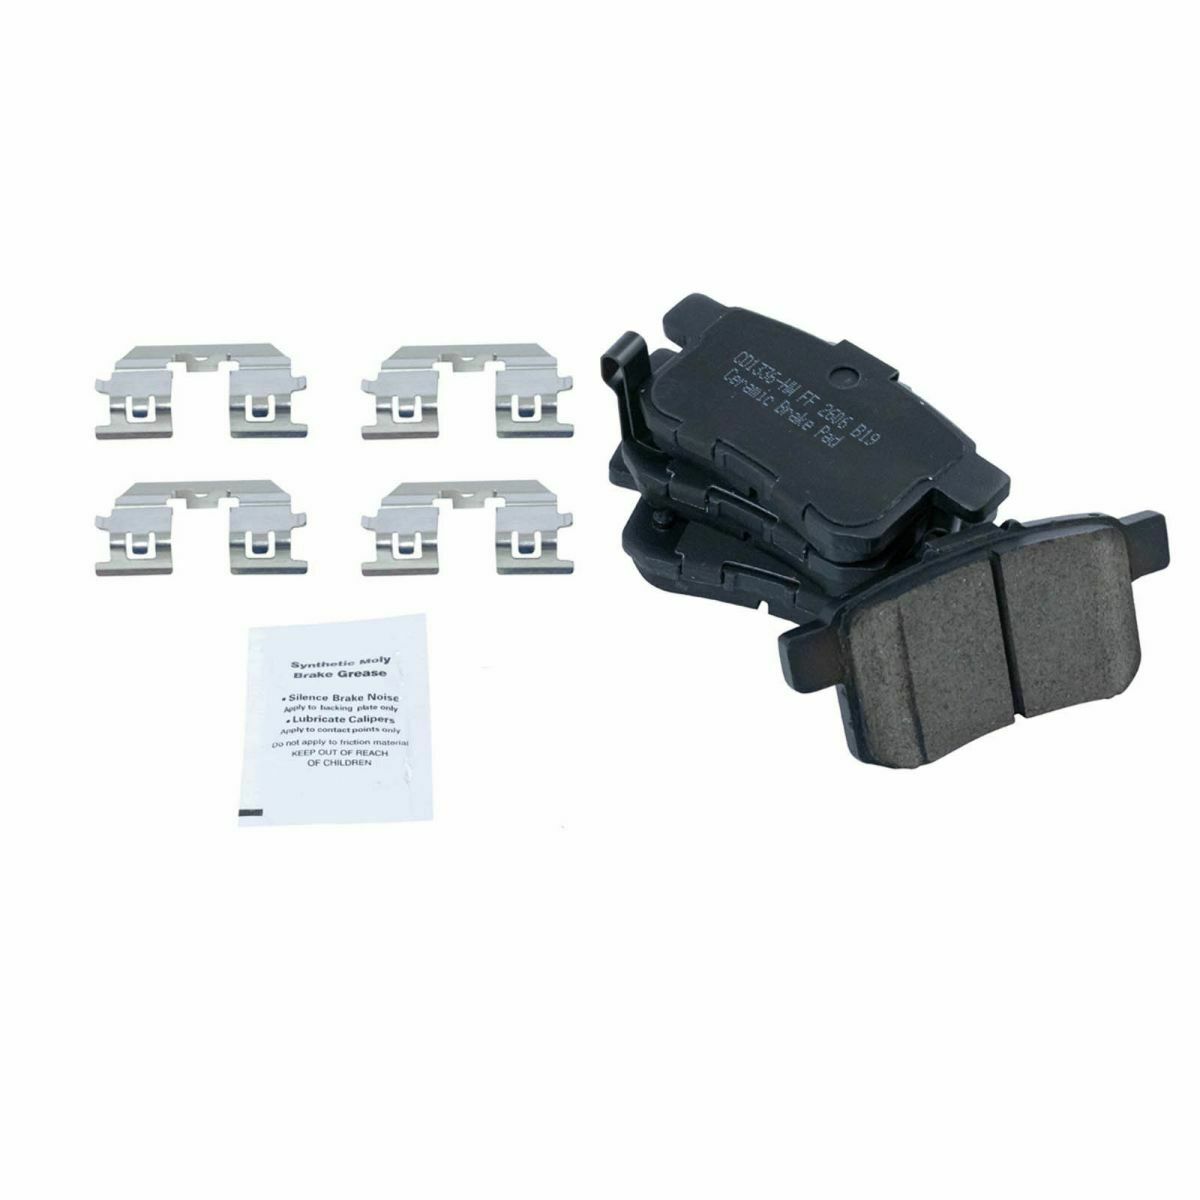 CD1336-HW FF 2606 B19
Ceramic Brake Pad
Synthetic Moly
Brake Grease
• Silence Brake Noise
Apply to backing plate only
• Lubricate Calipers
Apply to contact points only
Do not apply to friction material
KEEP OUT OF REACH
OF CHILDREN